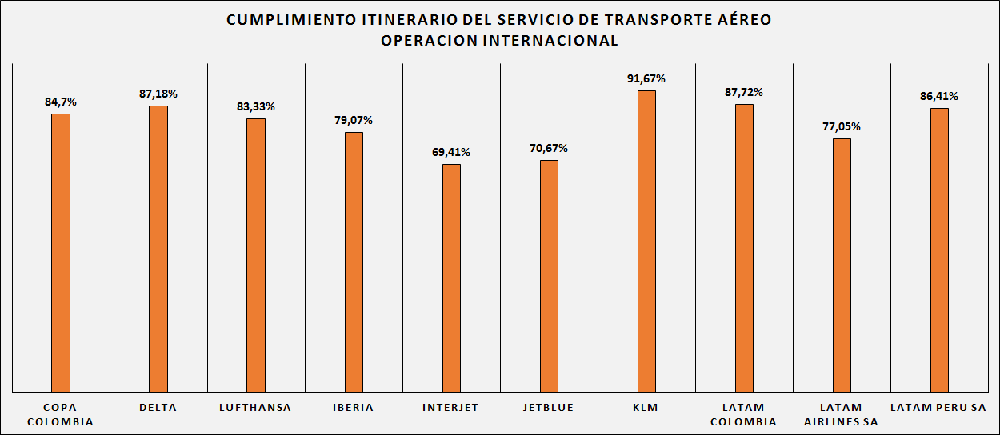 CUMPLIMIENTO ITINERARIO DEL SERVICIO DE TRANSPORTE AÉREO
OPERACION INTERNACIONAL
84,7%
87,18%
83,33%
79,07%
69,41%
70,67%
91,67%
87,72%
77,05%
86,41%
COPA
COLOMBIA
DELTA
LUFTHANSA
IBERIA
INTERJET
JETBLUE
KLM
LATAM
COLOMBIA
LATAM
AIRLINES SA
LATAM PERU SA